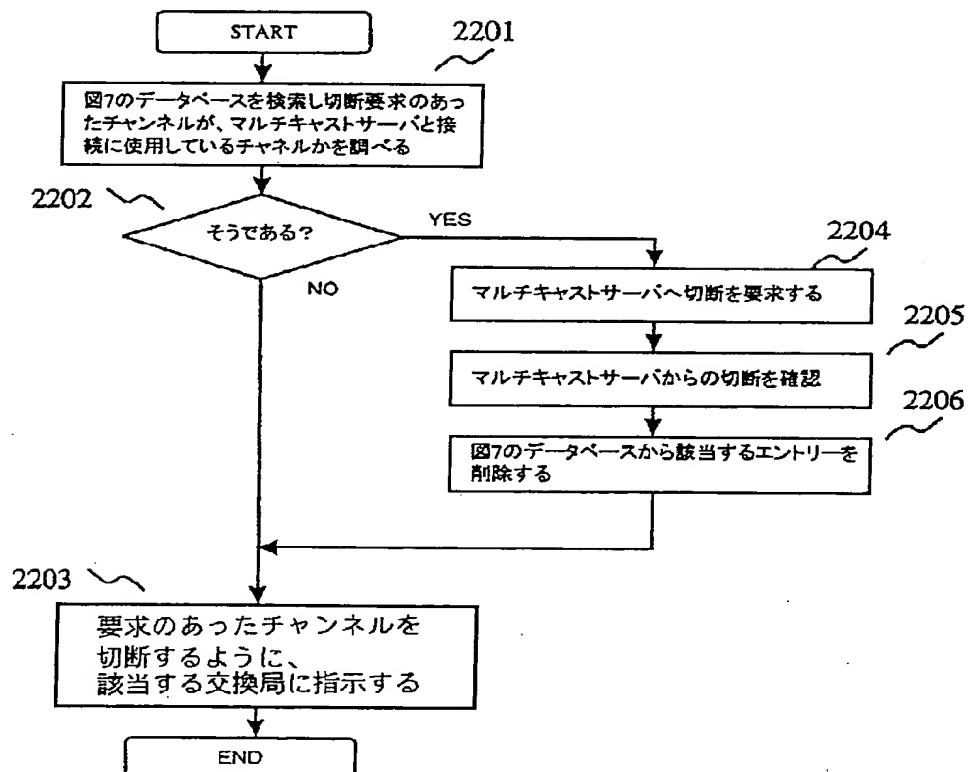 START
2201
図7のデータベースを検索し切断要求のあっ
たチャンネルが、マルチキャストサーバと接
続に使用しているチャネルかを調べる
2202
そうである?
YES
NO
2204
マルチキャストサーバへ切断を要求する
2205
マルチキャストサーバからの切断を確認
2206
図7のデータベースから該当するエントリーを
削除する
2203
要求のあったチャンネルを
切断するように、
該当する交換局に指示する
END